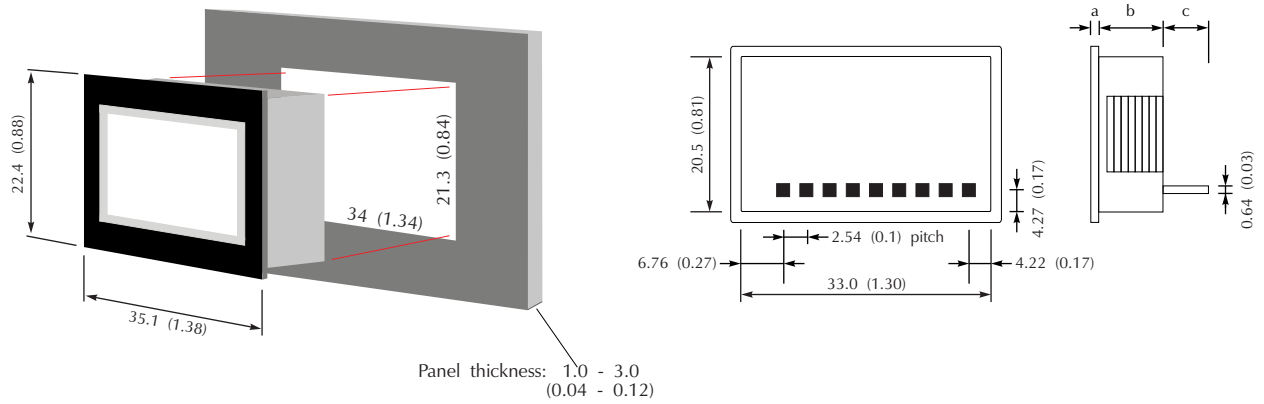 22.4 (0.88)
35.1 (1.38)
34 (1.34)
21.3 (0.84)
Panel thickness: 1.0 - 3.0
(0.04 - 0.12)
20.5 (0.81)
4.27 (0.17)
2.54 (0.1) pitch
6.76 (0.27)
4.22 (0.17)
33.0 (1.30)
a b c
0.64 (0.03)